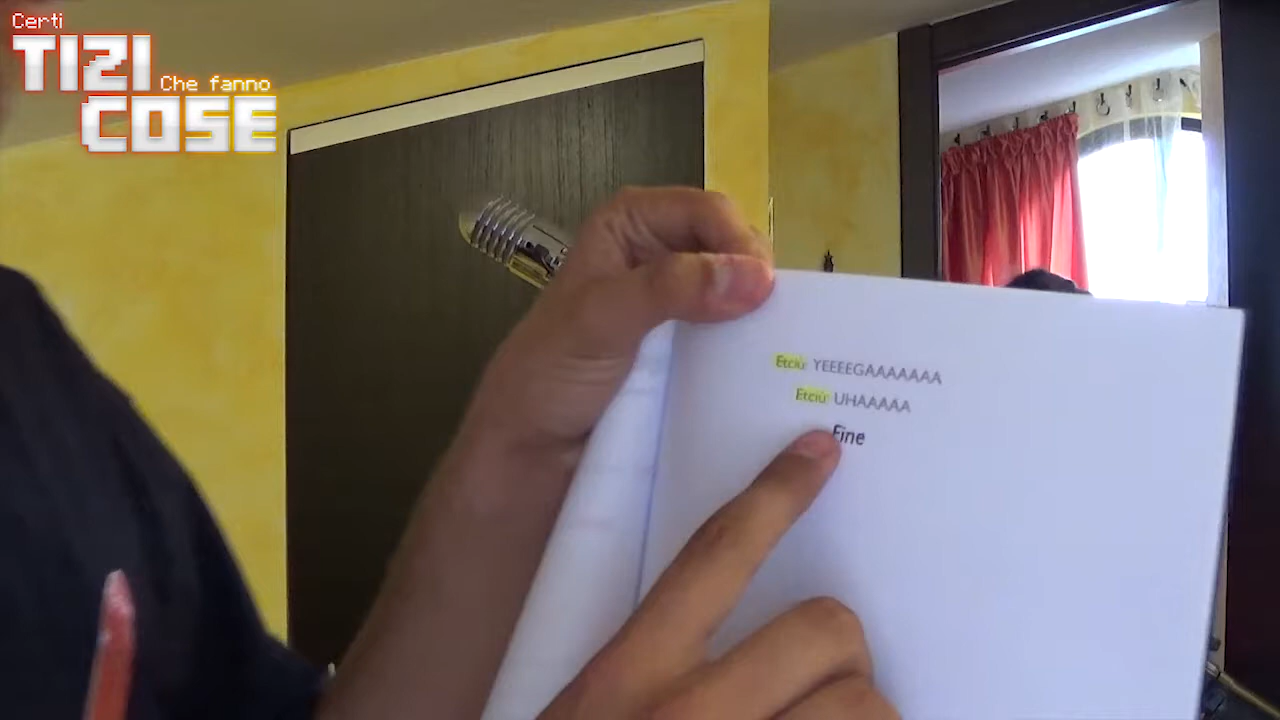 Certi
TIZI
Che fanno
COSE
Etciù: YEEEEGAAAAAAA
Etciù: UHAAAAA
Fine